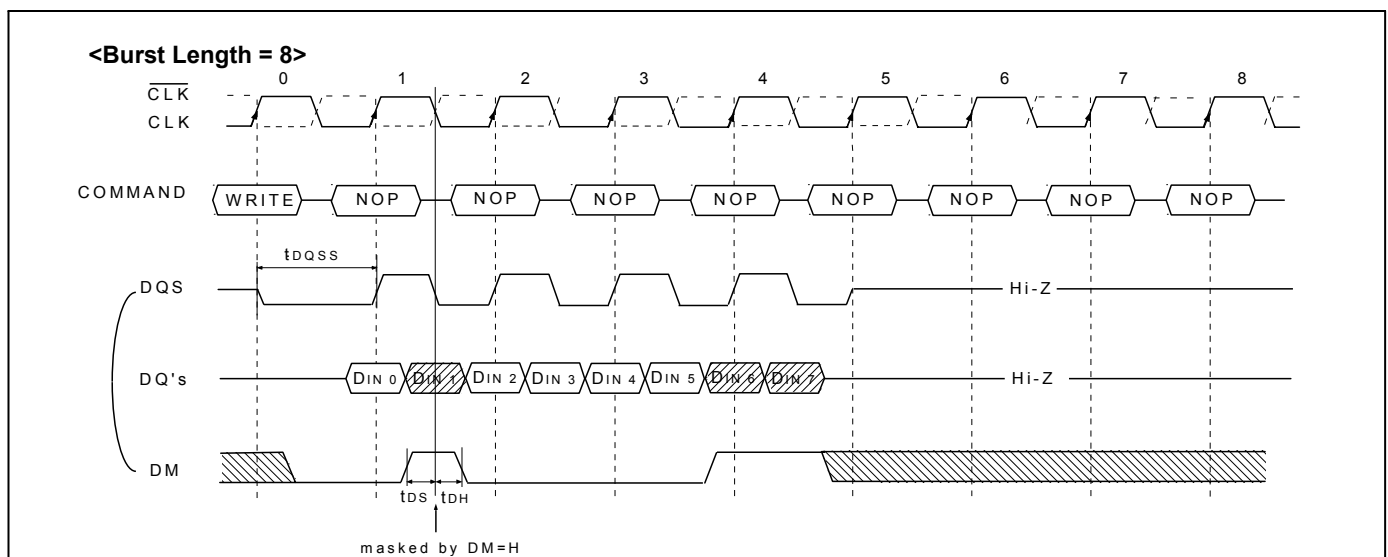 <Burst Length = 8>
0 1 2 3 4 5 6 7 8
CLK
CLK
COMMAND WRITE NOP NOP NOP NOP NOP NOP NOP NOP
tDQSS
DQS Hi-Z
DQ's DIN 0 DIN 1 DIN 2 DIN 3 DIN 4 DIN 5 DIN 6 DIN 7 Hi-Z
DM
tDS tDH
masked by DM=H